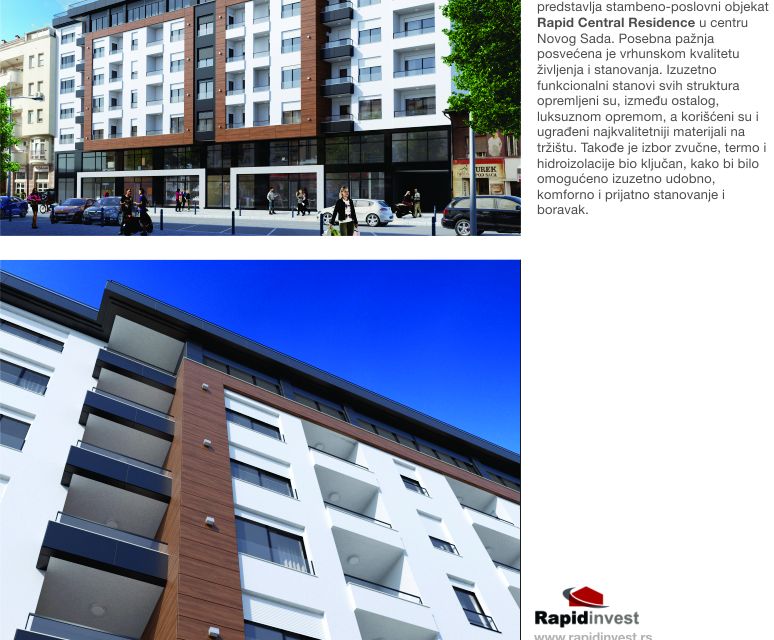 predstavlja stambeno-poslovni objekat
Rapid Central Residence u centru
Novog Sada. Posebna pažnja
posvećena je vrhunskom kvalitetu
življenja i stanovanja. Izuzetno
funkcionalni stanovi svih struktura
opremljeni su, između ostalog,
luksuznom opremom, a korišćeni su i
ugrađeni najkvalitetniji materijali na
tržištu. Takođe je izbor zvučne, termo i
hidroizolacije bio ključan, kako bi bilo
omogućeno izuzetno udobno,
komforno i prijatno stanovanje i
boravak.
Rapidinvest
www.rapidinvest.rs